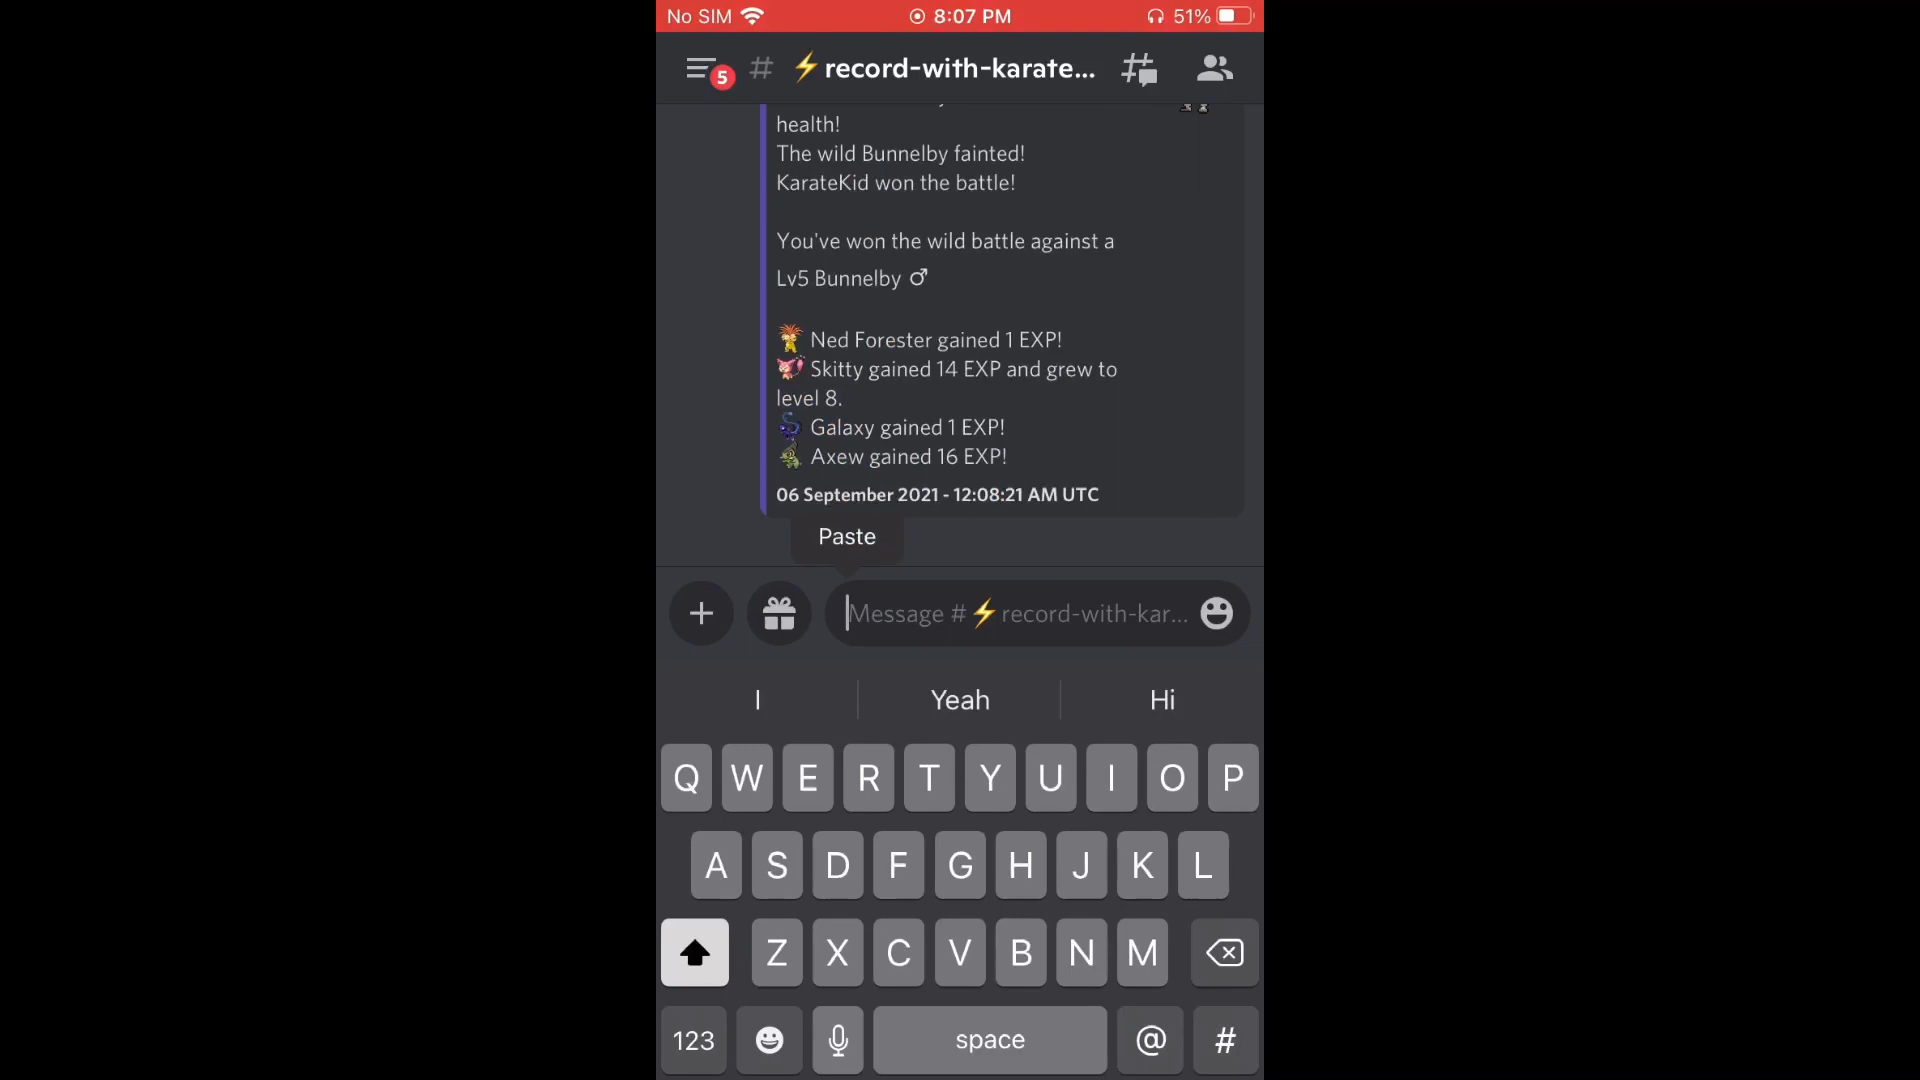 No SIM 8:07 PM 51%
5 # ⚡record-with-karate...
health!
The wild Bunnelby fainted!
KarateKid won the battle!
You've won the wild battle against a
Lv5 Bunnelby ♂
Ned Forester gained 1 EXP!
Skitty gained 14 EXP and grew to
level 8.
Galaxy gained 1 EXP!
Axew gained 16 EXP!
06 September 2021 - 12:08:21 AM UTC
Paste
Message #⚡record-with-kar...
I Yeah Hi
Q W E R T Y U I O P
A S D F G H J K L
Z X C V B N M
123 space @ #